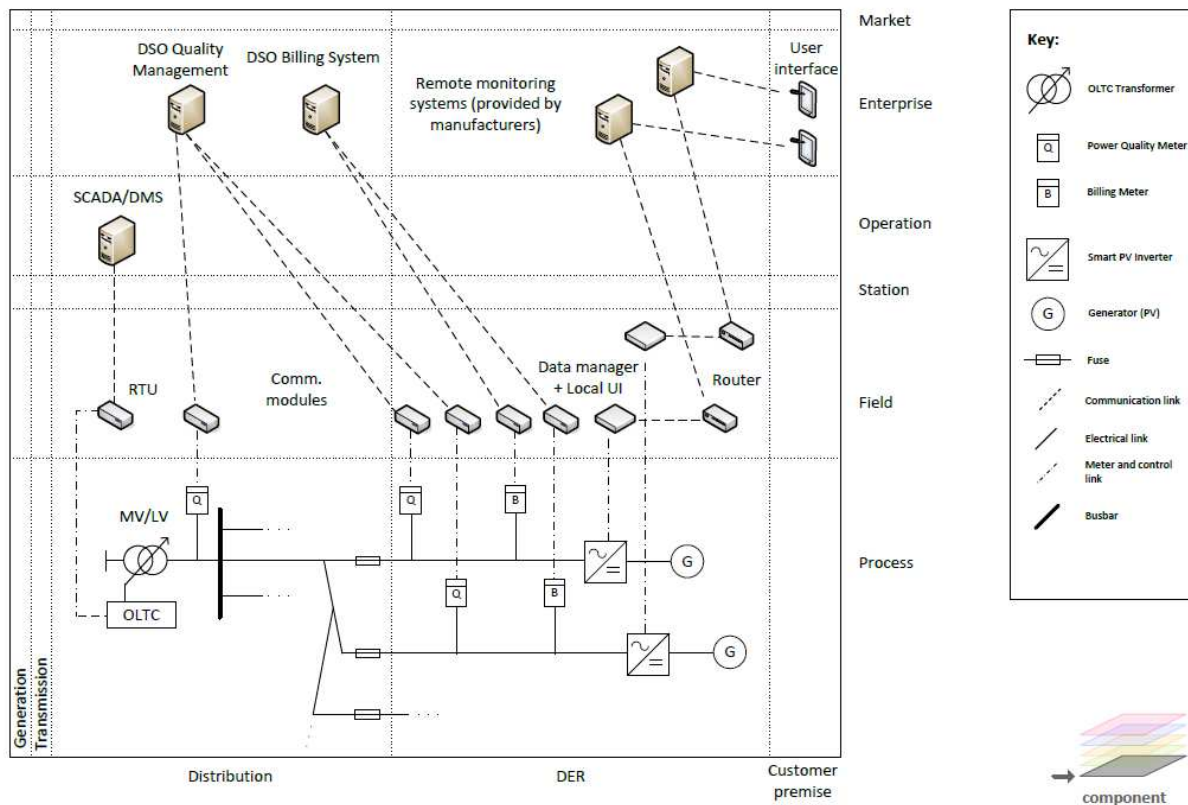 Market
DSO Quality
Management
DSO Billing System
Remote monitoring
systems (provided by
manufacturers)
User
interface
Enterprise
SCADA/DMS
Operation
Station
RTU
Comm.
modules
Data manager
+ Local UI
Router
Field
Q
Q
B
MV/LV
G
Q
B
OLTC
Process
G
Generation
Transmission
Distribution
DER
Customer
premise
Key:
OLTC Transformer
Q
Power Quality Meter
B
Billing Meter
Smart PV Inverter
G
Generator (PV)
Fuse
Communication link
Electrical link
Meter and control
link
Busbar
component